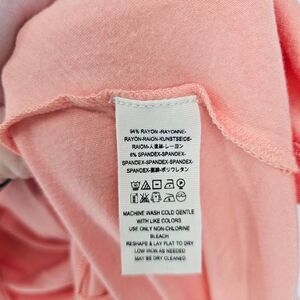 94% RAYON -RAYONNE-
RAYON-RAION-KUNSTSEIDE-
RAIOM-人造絲-レーヨン
6% SPANDEX-SPANDEX-
SPANDEX-SPANDEX-SPANDEX-
SPANDEX-ポリウレタン
MACHINE WASH COLD GENTLE
WITH LIKE COLORS
USE ONLY NON-CHLORINE
BLEACH
RESHAPE & LAY FLAT TO DRY
LOW IRON AS NEEDED
MAY BE DRY CLEANED